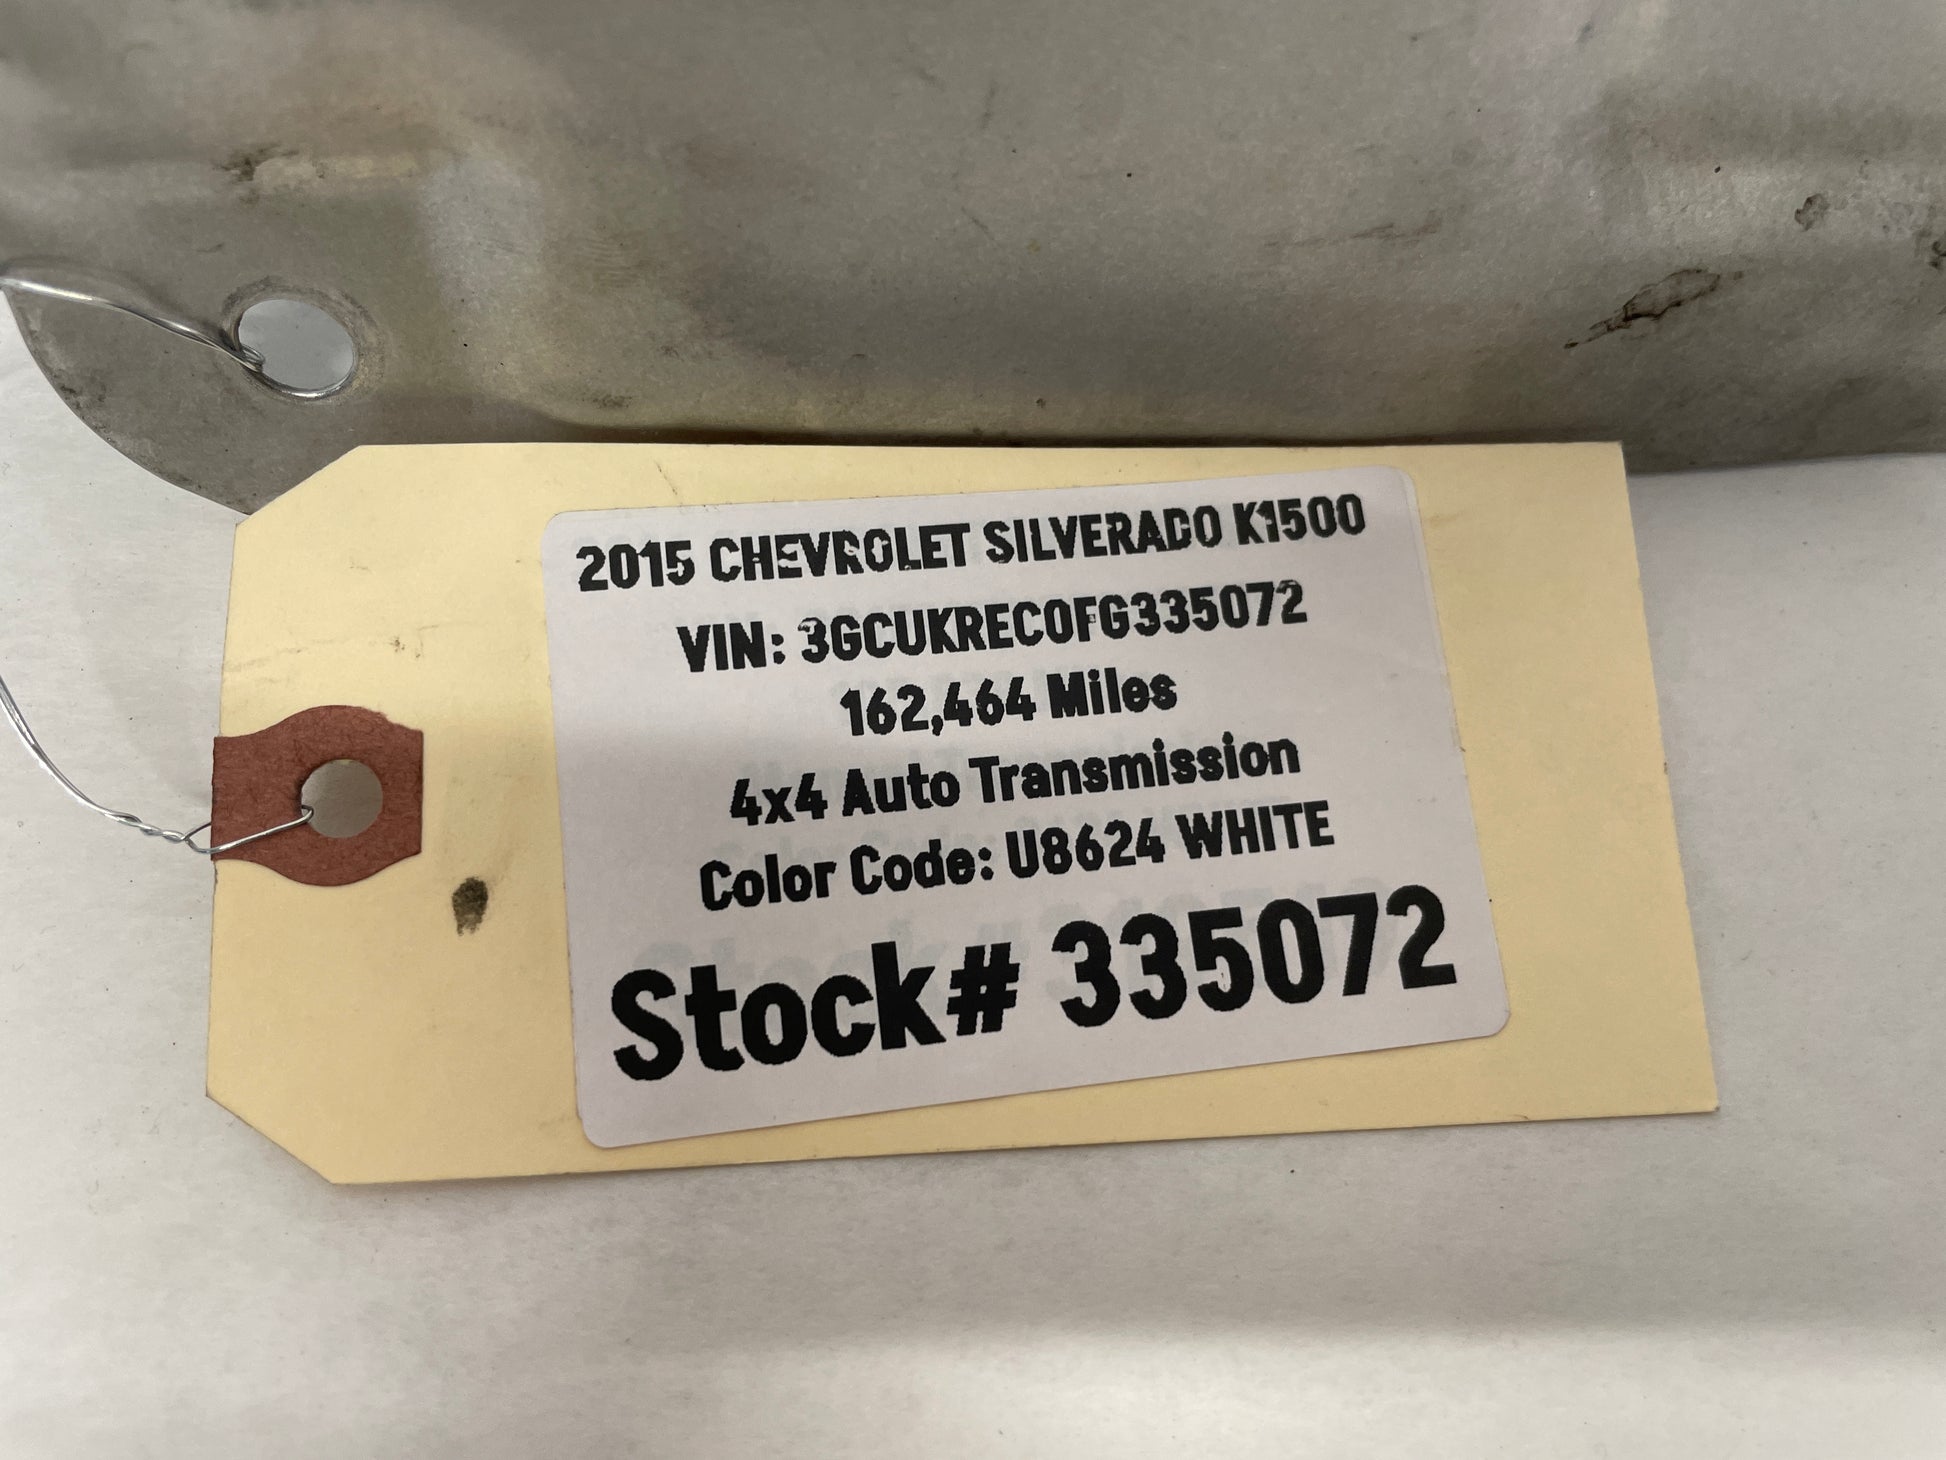 2015 CHEVROLET SILVERADO K1500
VIN: 3GCUKREC0FG335072
162,464 Miles
4x4 Auto Transmission
Color Code: U8624 WHITE
Stock# 335072